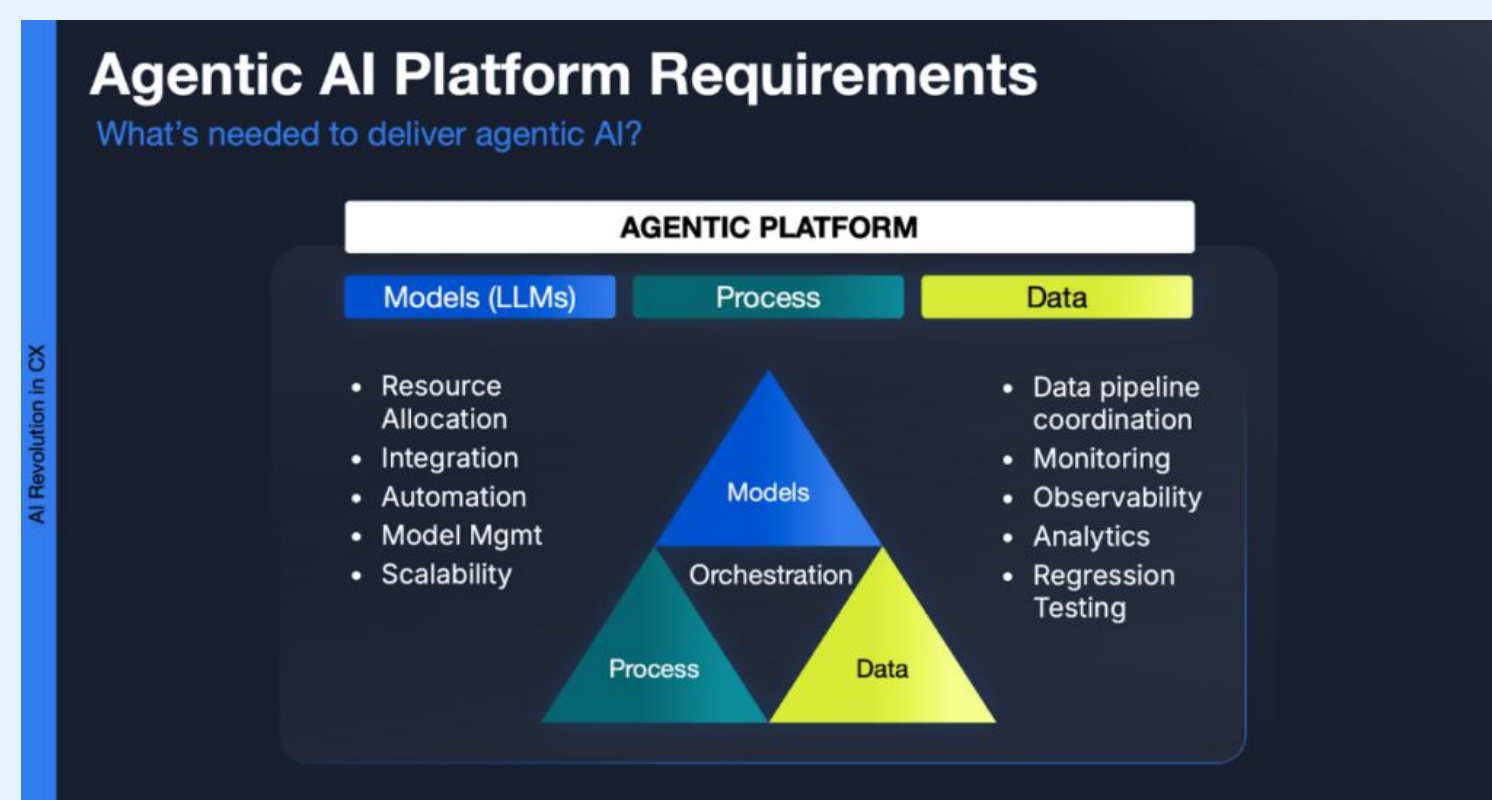 Agentic AI Platform Requirements
What's needed to deliver agentic AI?
AI Revolution in CX
AGENTIC PLATFORM
Models (LLMs)
Process
Data
• Resource
Allocation
• Integration
• Automation
• Model Mgmt
• Scalability
Models
Orchestration
Process
Data
• Data pipeline
coordination
• Monitoring
• Observability
• Analytics
• Regression
Testing